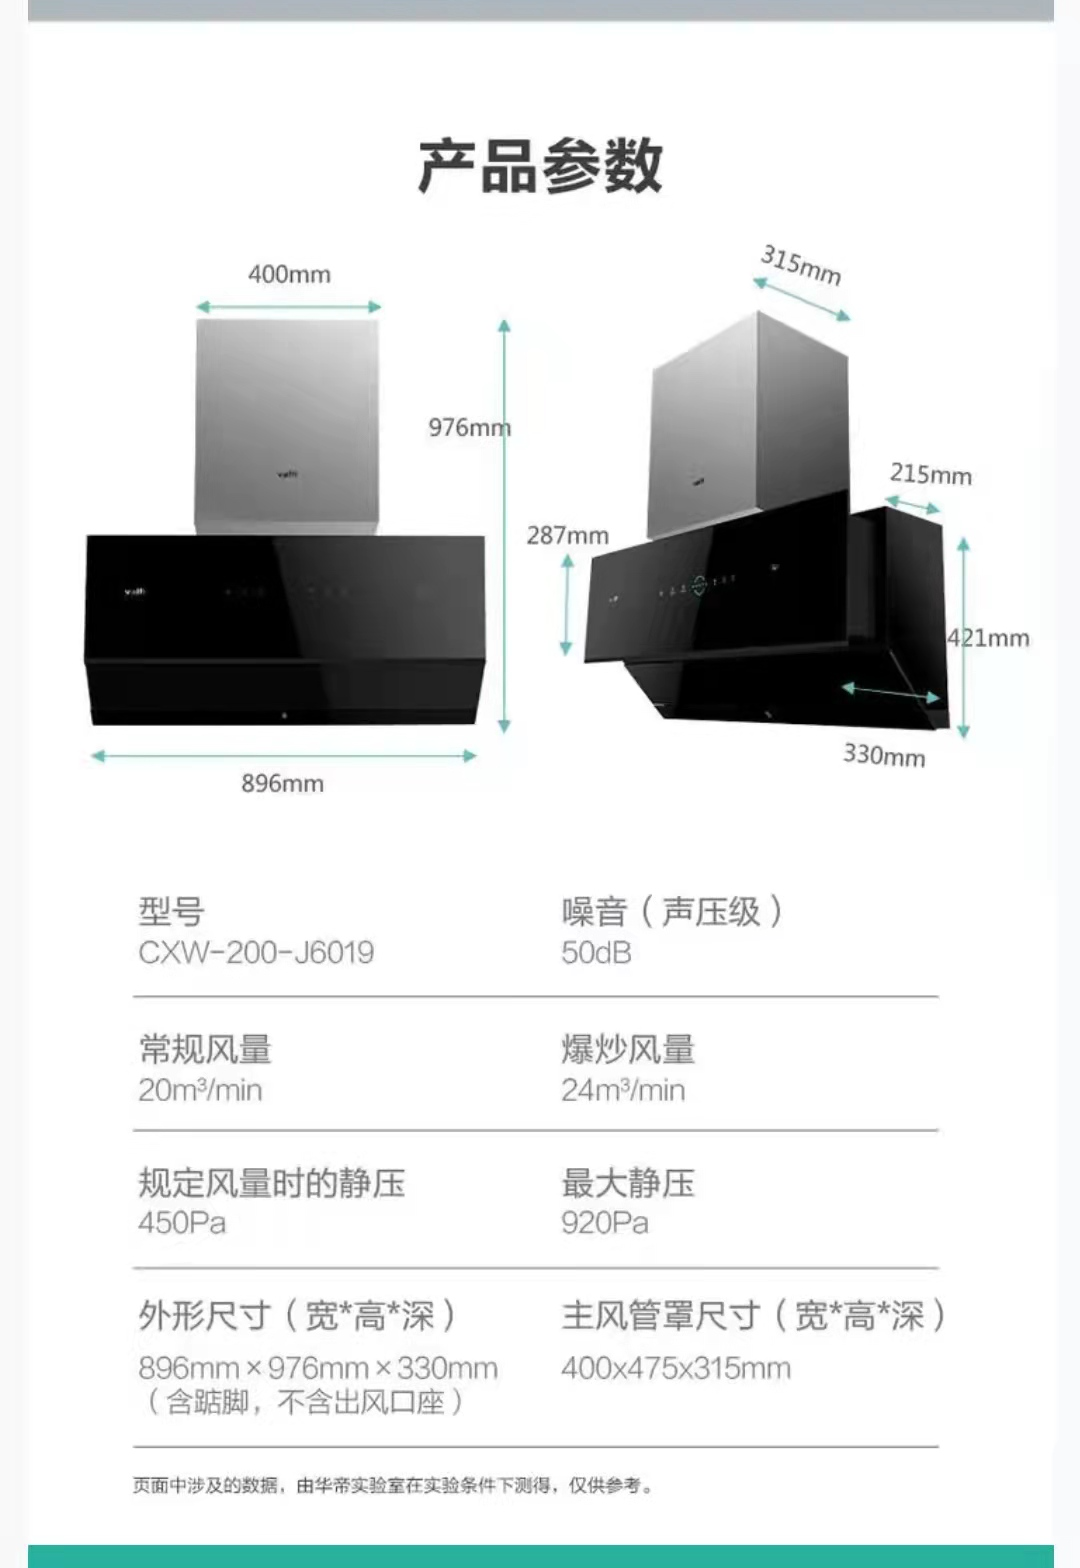 产品参数
400mm
315mm
976mm
215mm
287mm
421mm
330mm
896mm
型号
CXW-200-J6019
噪音（声压级）
50dB
常规风量
20m³/min
爆炒风量
24m³/min
规定风量时的静压
450Pa
最大静压
920Pa
外形尺寸（宽*高*深）
896mm×976mm×330mm
（含踮脚，不含出风口座）
主风管罩尺寸（宽*高*深）
400x475x315mm
页面中涉及的数据，由华帝实验室在实验条件下测得，仅供参考。